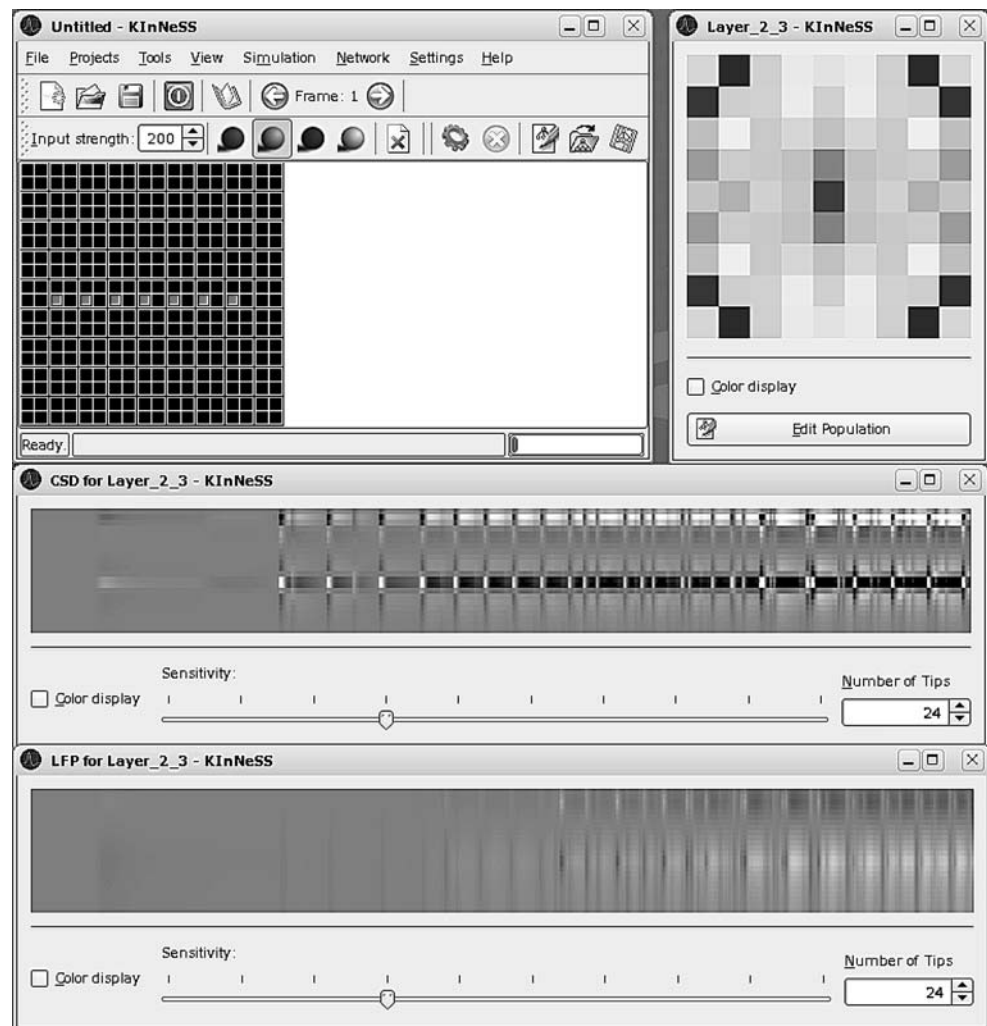 Untitled - KInNeSS
File Projects Tools View Simulation Network Settings Help
Frame: 1
Input strength: 200
Ready.
Layer_2_3 - KInNeSS
Color display
Edit Population
CSD for Layer_2_3 - KInNeSS
Sensitivity:
Color display
Number of Tips
24
LFP for Layer_2_3 - KInNeSS
Sensitivity:
Color display
Number of Tips
24